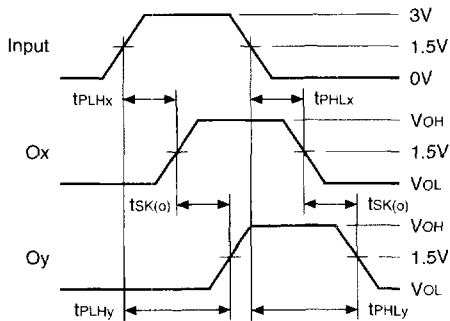 3V
Input
1.5V
0V
tPLHx
tPHLx
VOH
Ox
1.5V
VOL
tSK(o)
tSK(o)
VOH
Oy
1.5V
VOL
tPLHy
tPHLy